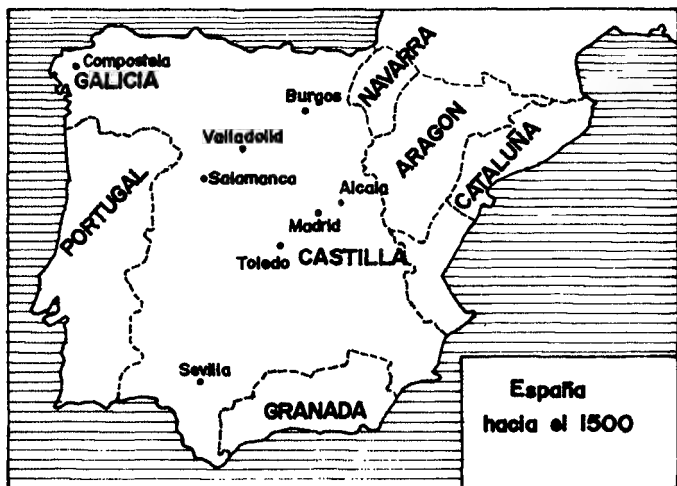 Compostela
GALICIA
NAVARRA
Burgos
Valladolid
ARAGON
CATALUÑA
Salamanca
Alcala
PORTUGAL
Madrid
Toledo
CASTILLA
Sevilla
GRANADA
España
hacia el 1500